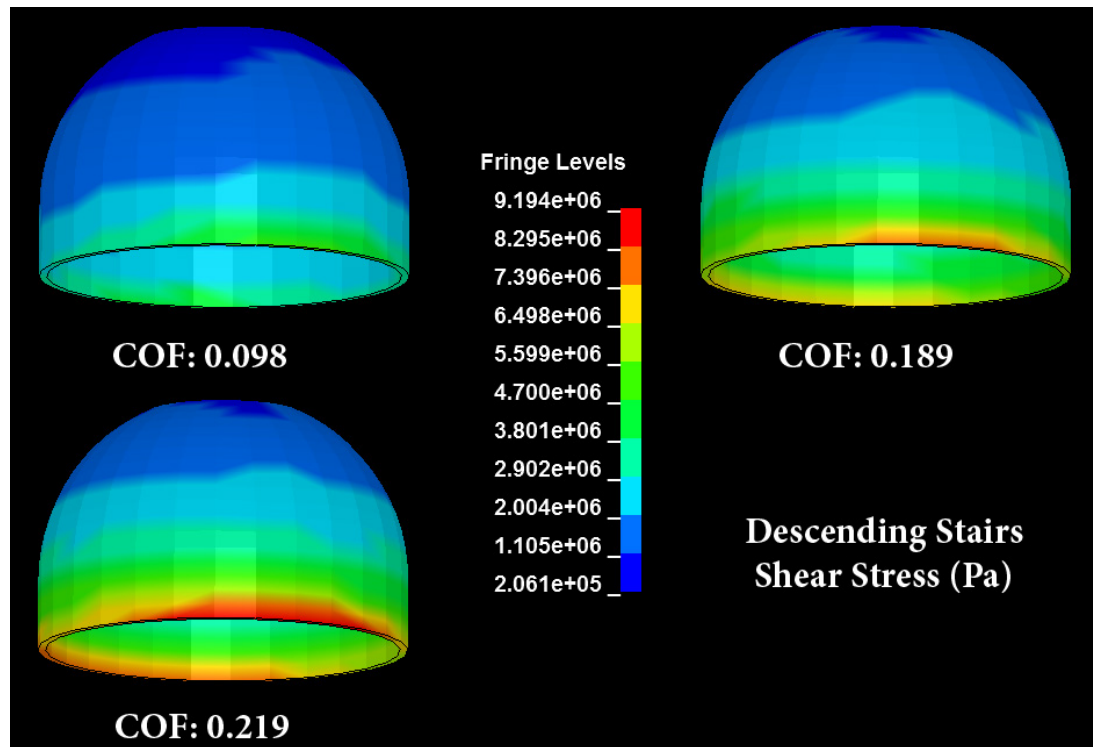 Fringe Levels
9.194e+06
8.295e+06
7.396e+06
6.498e+06
5.599e+06
4.700e+06
3.801e+06
2.902e+06
2.004e+06
1.105e+06
2.061e+05
COF: 0.098
COF: 0.189
COF: 0.219
Descending Stairs
Shear Stress (Pa)